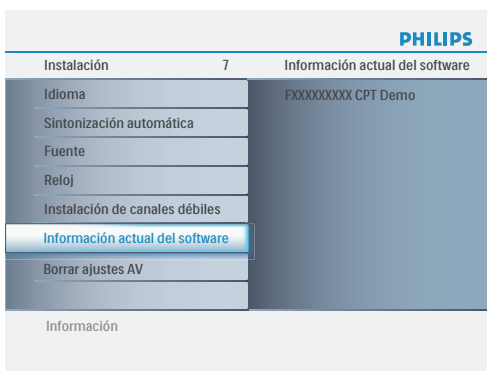 PHILIPS
Instalación 7 Información actual del software
Idioma FXXXXXXXXX CPT Demo
Sintonización automática
Fuente
Reloj
Instalación de canales débiles
Información actual del software
Borrar ajustes AV
Información